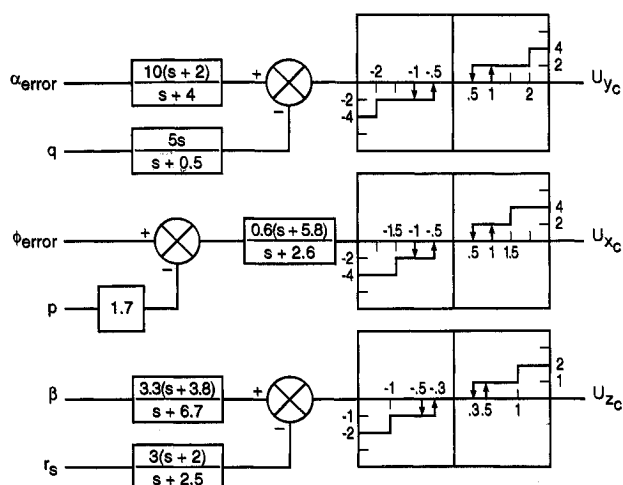 α_error
10(s + 2)
s + 4
+
−
q
5s
s + 0.5
-2
-1
-.5
-2
-4
4
2
.5
1
2
U_y_c
ϕ_error
+
−
p
1.7
0.6(s + 5.8)
s + 2.6
-1.5
-1
-.5
-2
-4
4
2
.5
1
1.5
U_x_c
β
3.3(s + 3.8)
s + 6.7
+
−
r_s
3(s + 2)
s + 2.5
-1
-.5
-.3
-1
-2
2
1
.3
.5
1
U_z_c